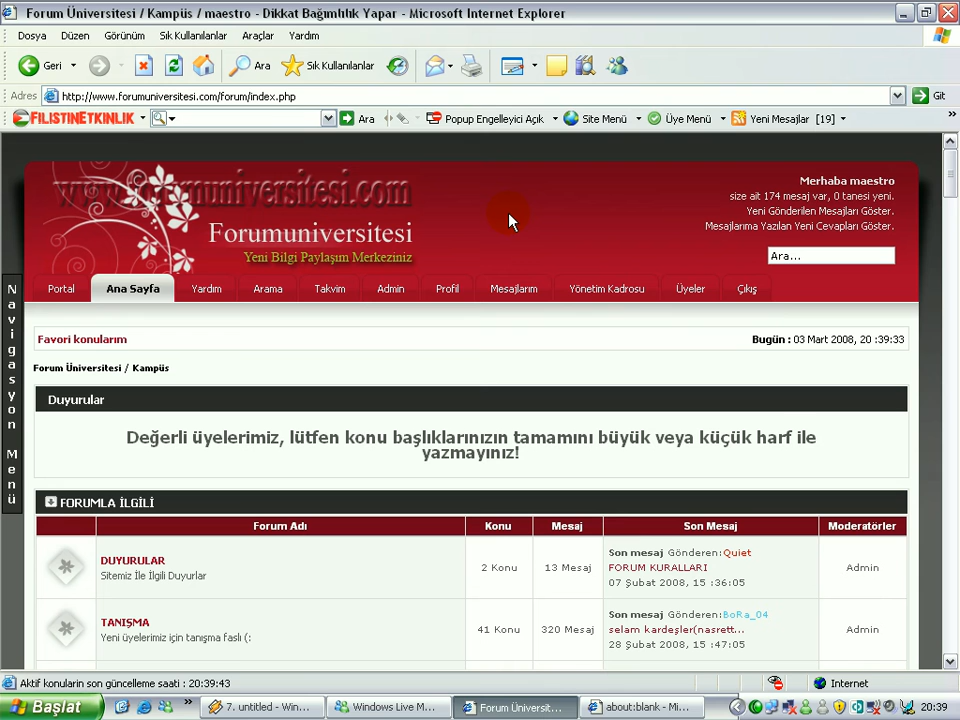 Forum Üniversitesi / Kampüs / maestro - Dikkat Bağımlılık Yapar - Microsoft Internet Explorer
Dosya Düzen Görünüm Sık Kullanılanlar Araçlar Yardım
Geri Ara Sık Kullanılanlar
Adres http://www.forumuniversitesi.com/forum/index.php Git
FILISTINETKINLIK Ara Popup Engelleyici Açık Site Menü Üye Menü Yeni Mesajlar [19]
www.forumuniversitesi.com
Forumuniversitesi
Yeni Bilgi Paylaşım Merkeziniz
Merhaba maestro
size ait 174 mesaj var, 0 tanesi yeni.
Yeni Gönderilen Mesajları Göster.
Mesajlarıma Yazılan Yeni Cevapları Göster.
Ara...
Portal Ana Sayfa Yardım Arama Takvim Admin Profil Mesajlarım Yönetim Kadrosu Üyeler Çıkış
Navigasyon Menü
Favori konularım Bugün : 03 Mart 2008, 20 :39:33
Forum Üniversitesi / Kampüs
Duyurular
Değerli üyelerimiz, lütfen konu başlıklarınızın tamamını büyük veya küçük harf ile
yazmayınız!
FORUMLA İLGİLİ
Forum Adı Konu Mesaj Son Mesaj Moderatörler
DUYURULAR
Sitemiz İle İlgili Duyurlar
2 Konu 13 Mesaj
Son mesaj Gönderen:Quiet
FORUM KURALLARI
07 Şubat 2008, 15 :36:05
Admin
TANIŞMA
Yeni üyelerimiz için tanışma faslı (:
41 Konu 320 Mesaj
Son mesaj Gönderen:BoRa_04
selam kardeşler(nasrett...
28 Şubat 2008, 15 :47:05
Admin
Aktif konularin son güncelleme saati : 20:39:43 Internet
Başlat 7. untitled - Win... Windows Live M... Forum Üniversit... about:blank - Mi... 20:39